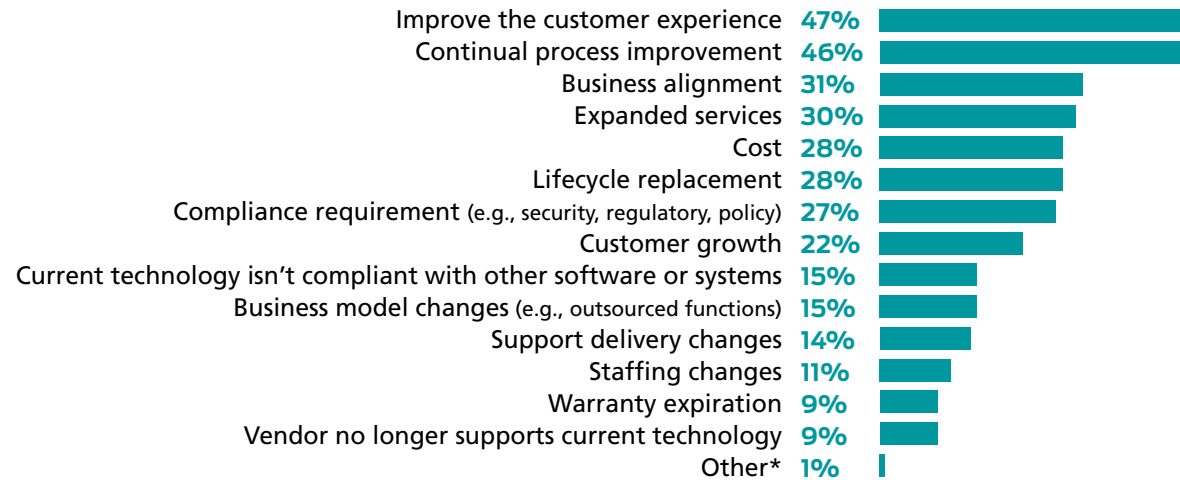 Improve the customer experience 47%
Continual process improvement 46%
Business alignment 31%
Expanded services 30%
Cost 28%
Lifecycle replacement 28%
Compliance requirement (e.g., security, regulatory, policy) 27%
Customer growth 22%
Current technology isn’t compliant with other software or systems 15%
Business model changes (e.g., outsourced functions) 15%
Support delivery changes 14%
Staffing changes 11%
Warranty expiration 9%
Vendor no longer supports current technology 9%
Other* 1%